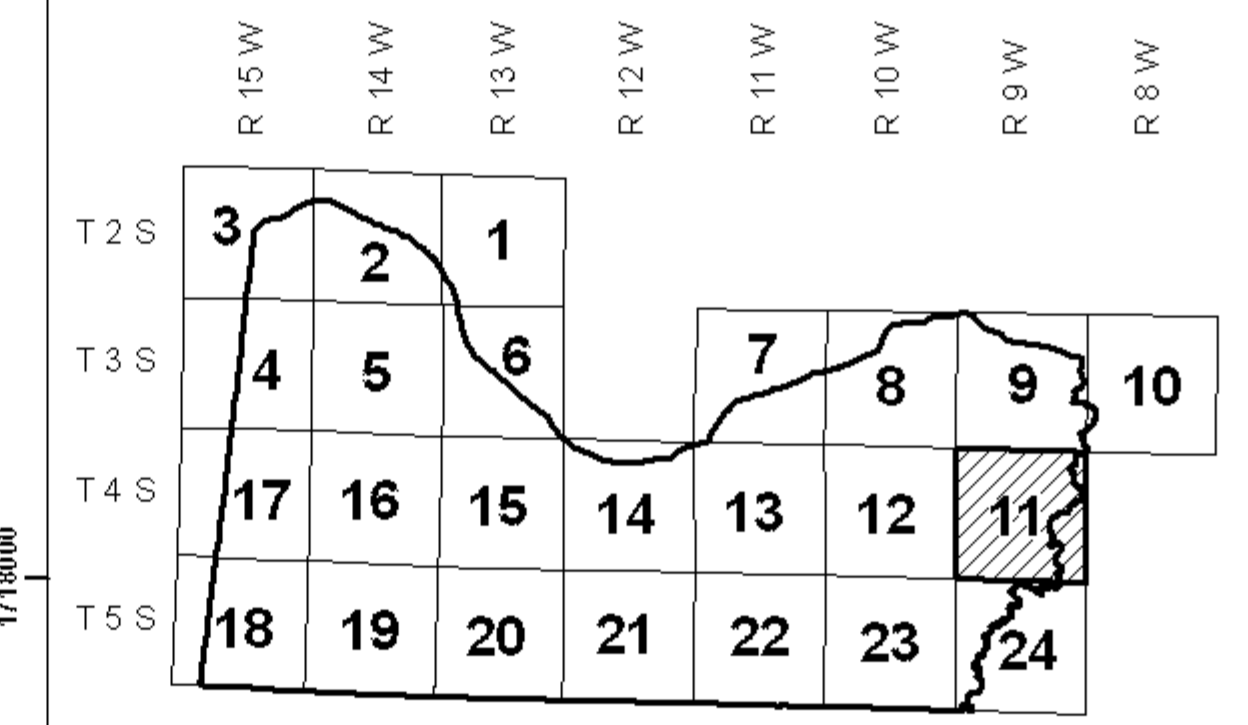 R 15 W R 14 W R 13 W R 12 W R 11 W R 10 W R 9 W R 8 W
T 2 S 3 2 1
T 3 S 4 5 6 7 8 9 10
T 4 S 17 16 15 14 13 12 11
T 5 S 18 19 20 21 22 23 24
1718000